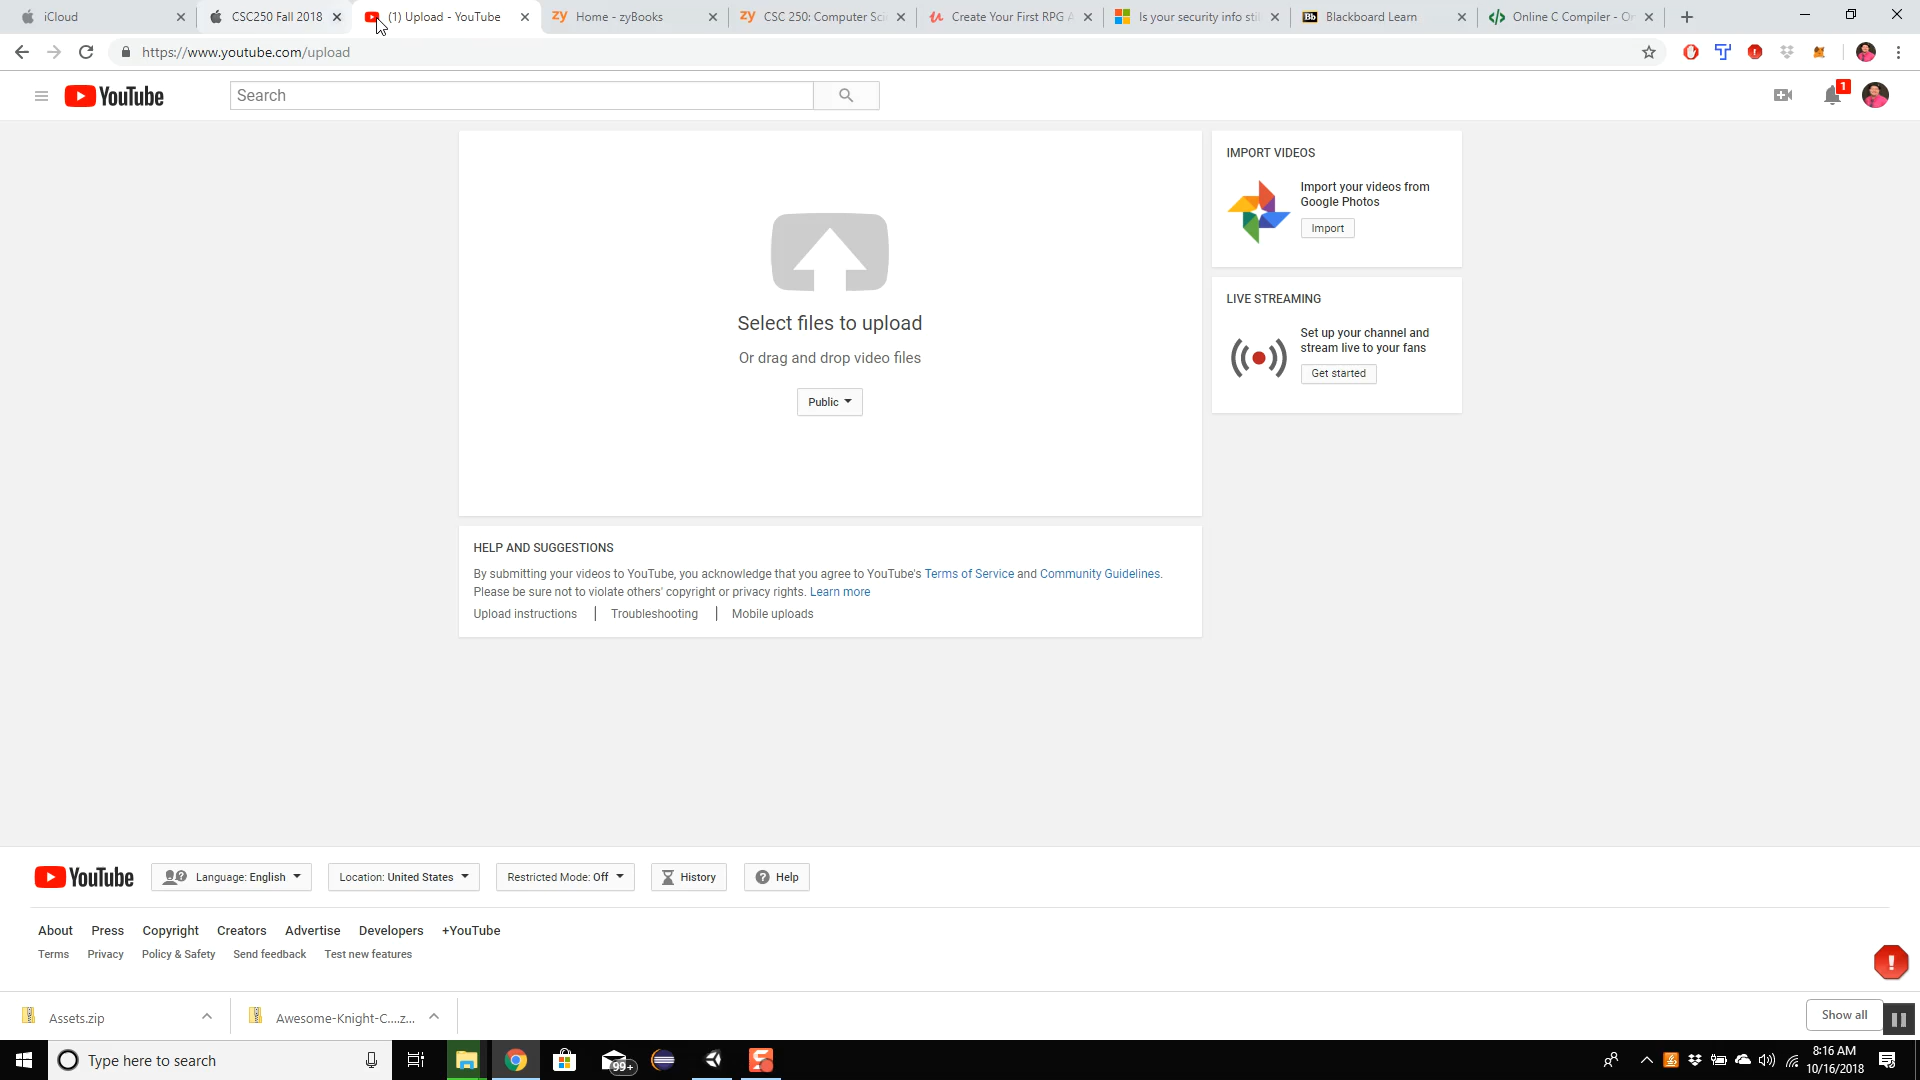 iCloud
CSC250 Fall 2018
(1) Upload - YouTube
zy Home - zyBooks
zy CSC 250: Computer Sci
Create Your First RPG A
Is your security info sti
Bb Blackboard Learn
Online C Compiler - On
https://www.youtube.com/upload
YouTube
Search
1
Select files to upload
Or drag and drop video files
Public
IMPORT VIDEOS
Import your videos from
Google Photos
Import
LIVE STREAMING
Set up your channel and
stream live to your fans
Get started
HELP AND SUGGESTIONS
By submitting your videos to YouTube, you acknowledge that you agree to YouTube's Terms of Service and Community Guidelines.
Please be sure not to violate others' copyright or privacy rights. Learn more
Upload instructions | Troubleshooting | Mobile uploads
YouTube
Language: English
Location: United States
Restricted Mode: Off
History
Help
About Press Copyright Creators Advertise Developers +YouTube
Terms Privacy Policy & Safety Send feedback Test new features
Assets.zip
Awesome-Knight-C....z...
Show all
Type here to search
99+
8:16 AM
10/16/2018